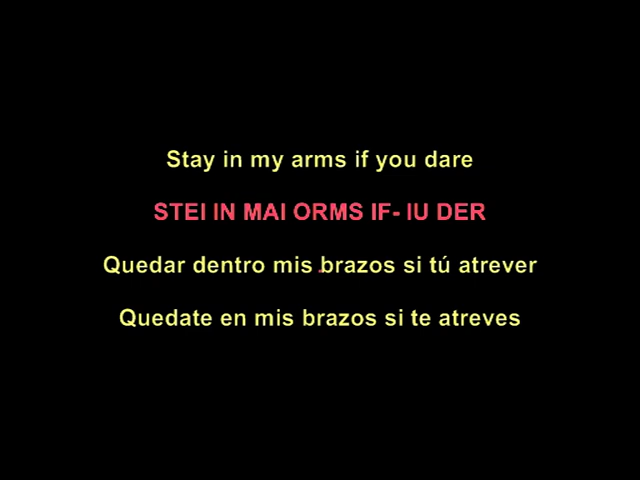 Stay in my arms if you dare
STEI IN MAI ORMS IF- IU DER
Quedar dentro mis brazos si tú atrever
Quedate en mis brazos si te atreves